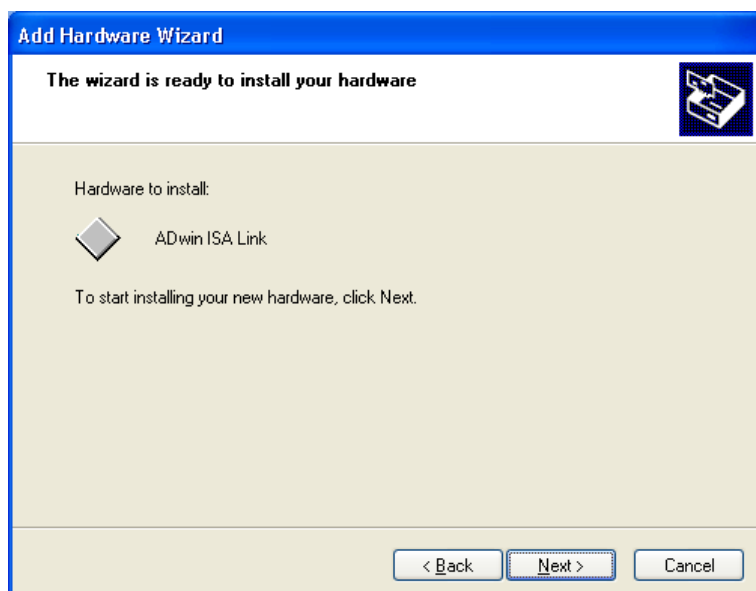 Add Hardware Wizard
The wizard is ready to install your hardware
Hardware to install:
ADwin ISA Link
To start installing your new hardware, click Next.
< Back
Next >
Cancel